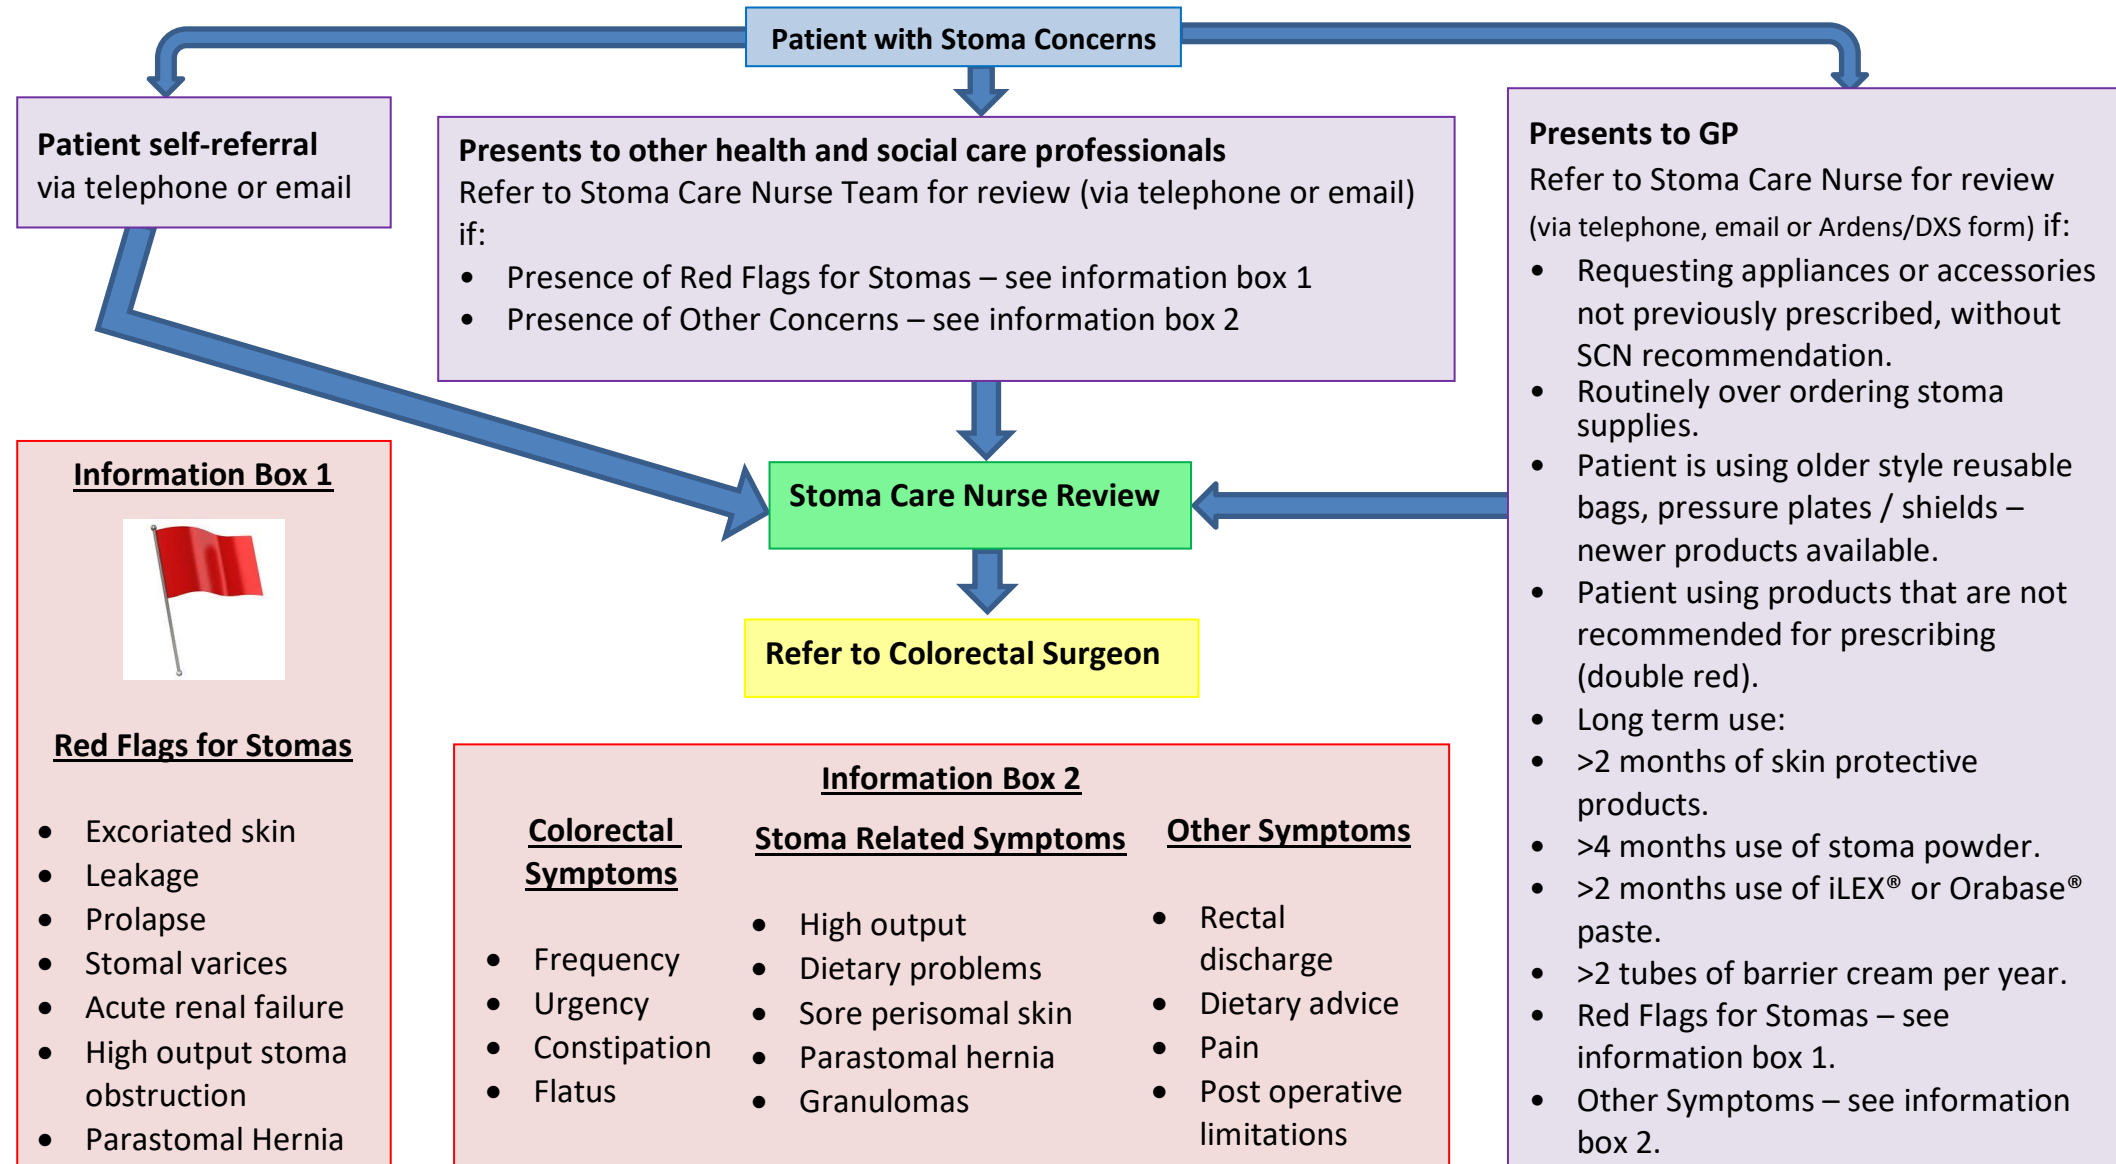 Patient with Stoma Concerns
Patient self-referral
via telephone or email
Presents to other health and social care professionals
Refer to Stoma Care Nurse Team for review (via telephone or email)
if:
• Presence of Red Flags for Stomas – see information box 1
• Presence of Other Concerns – see information box 2
Presents to GP
Refer to Stoma Care Nurse for review
(via telephone, email or Ardens/DXS form) if:
• Requesting appliances or accessories
not previously prescribed, without
SCN recommendation.
• Routinely over ordering stoma
supplies.
• Patient is using older style reusable
bags, pressure plates / shields –
newer products available.
• Patient using products that are not
recommended for prescribing
(double red).
• Long term use:
• >2 months of skin protective
products.
• >4 months use of stoma powder.
• >2 months use of iLEX® or Orabase®
paste.
• >2 tubes of barrier cream per year.
• Red Flags for Stomas – see
information box 1.
• Other Symptoms – see information
box 2.
Stoma Care Nurse Review
Refer to Colorectal Surgeon
Information Box 1
Red Flags for Stomas
• Excoriated skin
• Leakage
• Prolapse
• Stomal varices
• Acute renal failure
• High output stoma
obstruction
• Parastomal Hernia
Information Box 2
Colorectal
Symptoms
• Frequency
• Urgency
• Constipation
• Flatus
Stoma Related Symptoms
• High output
• Dietary problems
• Sore perisomal skin
• Parastomal hernia
• Granulomas
Other Symptoms
• Rectal
discharge
• Dietary advice
• Pain
• Post operative
limitations